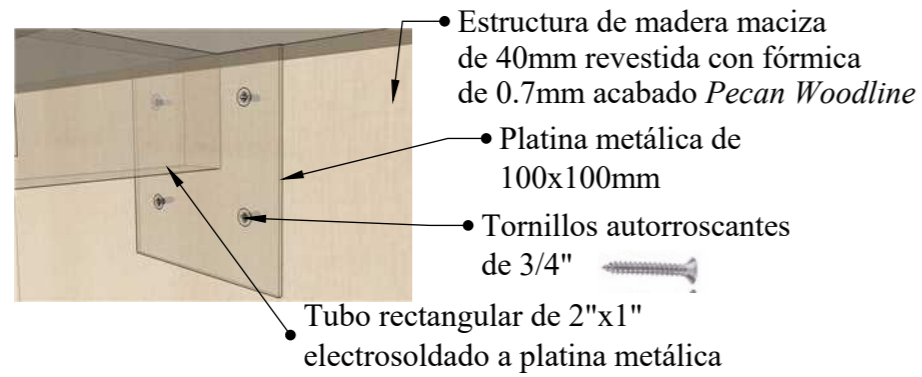 Estructura de madera maciza
de 40mm revestida con fórmica
de 0.7mm acabado Pecan Woodline
Platina metálica de
100x100mm
Tornillos autorroscantes
de 3/4"
Tubo rectangular de 2"x1"
electrosoldado a platina metálica